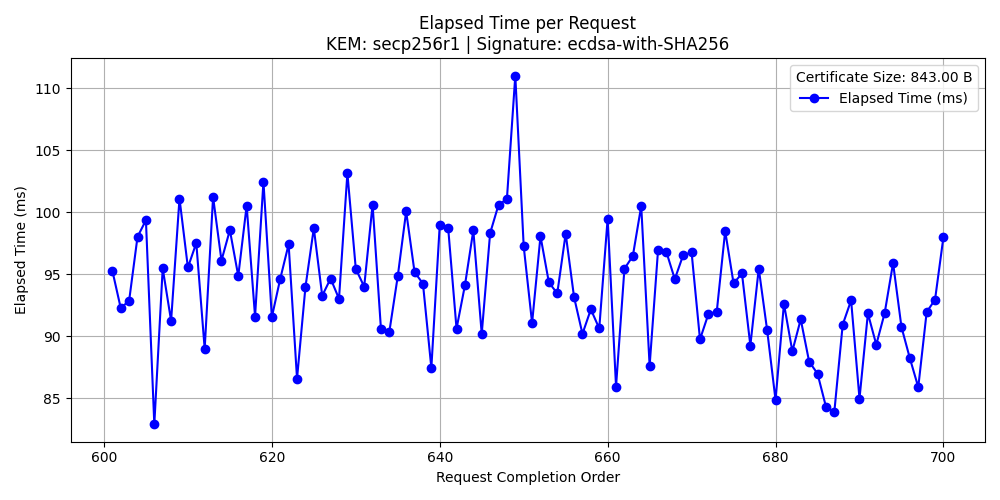 Elapsed Time per Request
KEM: secp256r1 | Signature: ecdsa-with-SHA256
Certificate Size: 843.00 B
Elapsed Time (ms)
Elapsed Time (ms)
110
105
100
95
90
85
600
620
640
660
680
700
Request Completion Order